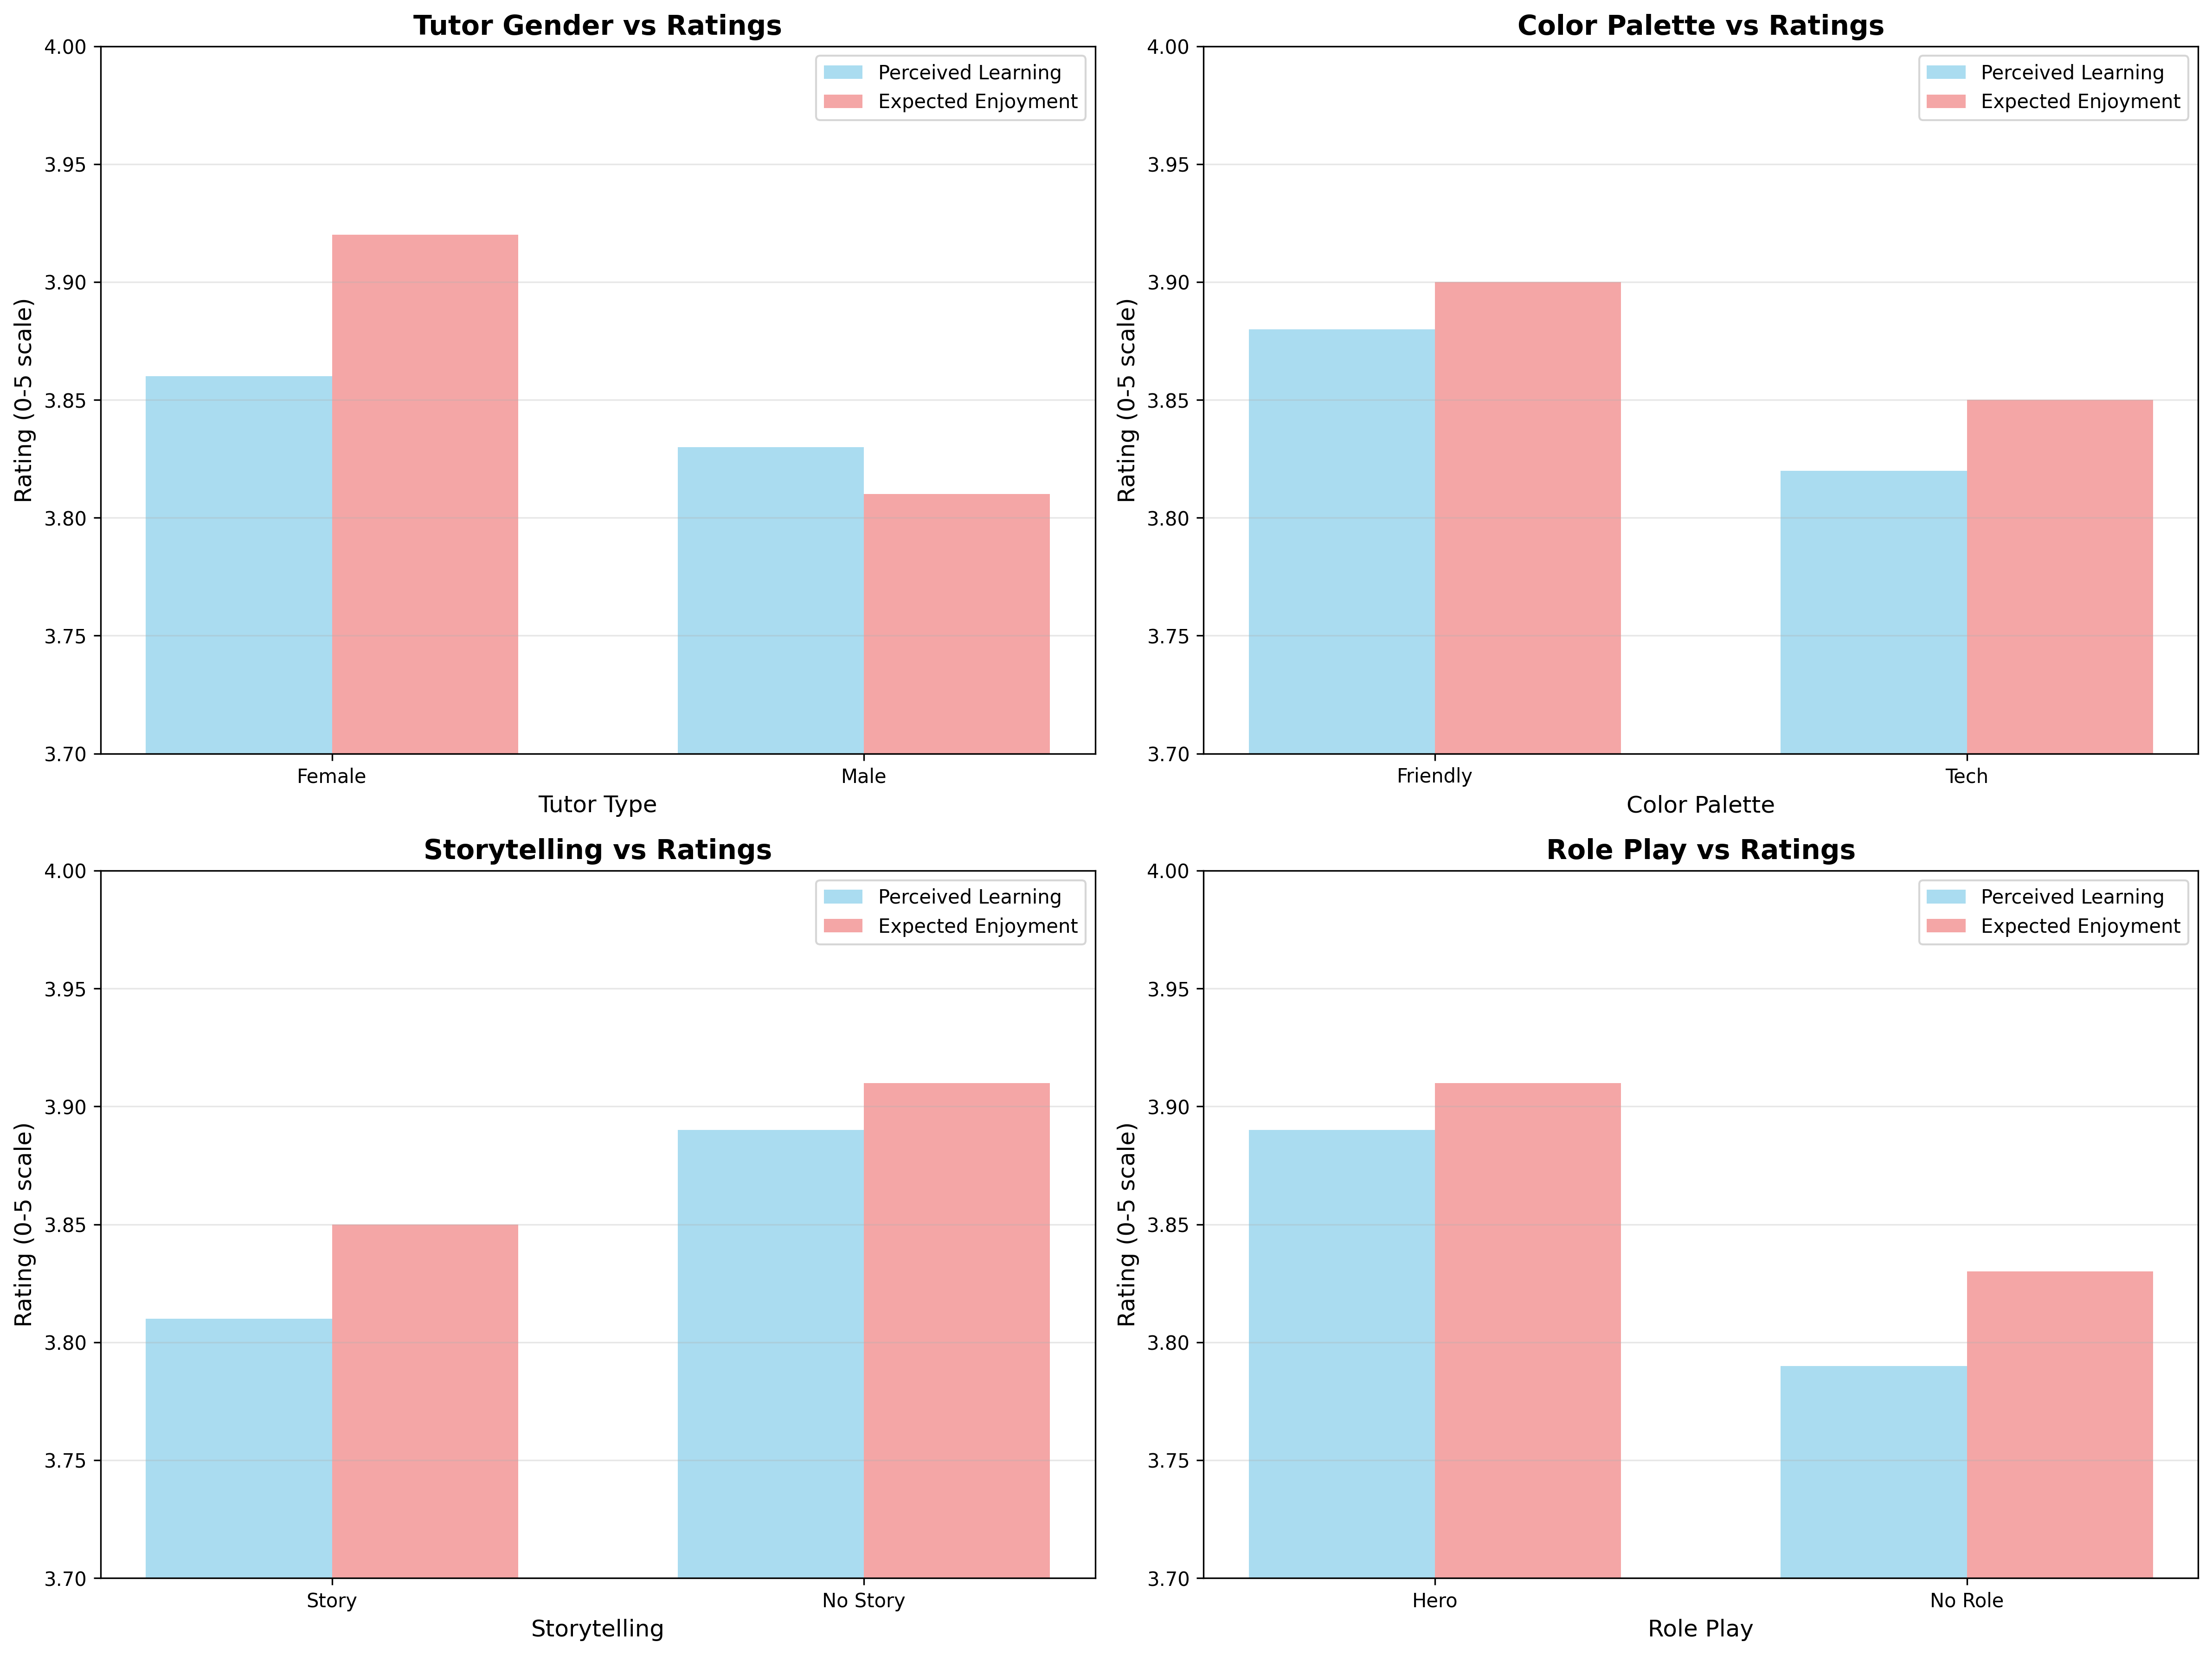 Tutor Gender vs Ratings
4.00
3.95
3.90
3.85
3.80
3.75
3.70
Rating (0-5 scale)
Perceived Learning
Expected Enjoyment
Female
Male
Tutor Type
Color Palette vs Ratings
4.00
3.95
3.90
3.85
3.80
3.75
3.70
Rating (0-5 scale)
Perceived Learning
Expected Enjoyment
Friendly
Tech
Color Palette
Storytelling vs Ratings
4.00
3.95
3.90
3.85
3.80
3.75
3.70
Rating (0-5 scale)
Perceived Learning
Expected Enjoyment
Story
No Story
Storytelling
Role Play vs Ratings
4.00
3.95
3.90
3.85
3.80
3.75
3.70
Rating (0-5 scale)
Perceived Learning
Expected Enjoyment
Hero
No Role
Role Play